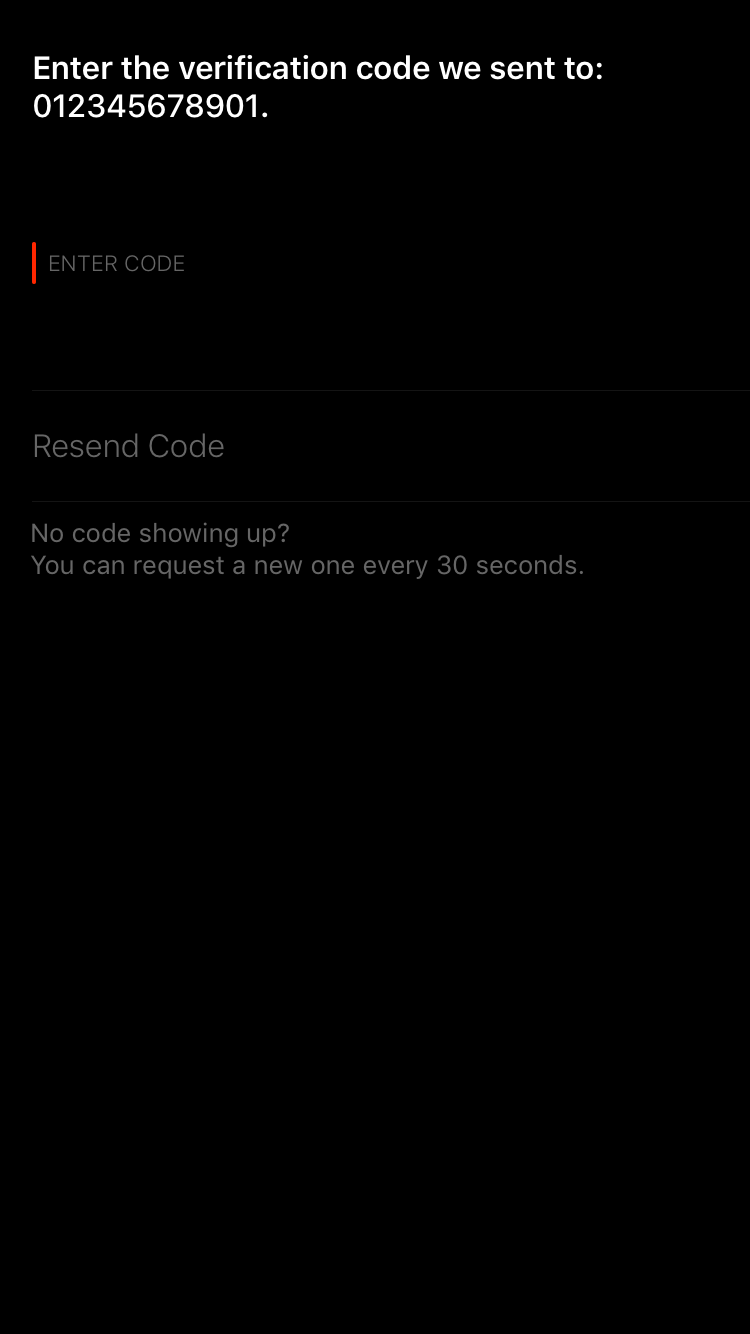 Enter the verification code we sent to:
012345678901.
ENTER CODE
Resend Code
No code showing up?
You can request a new one every 30 seconds.